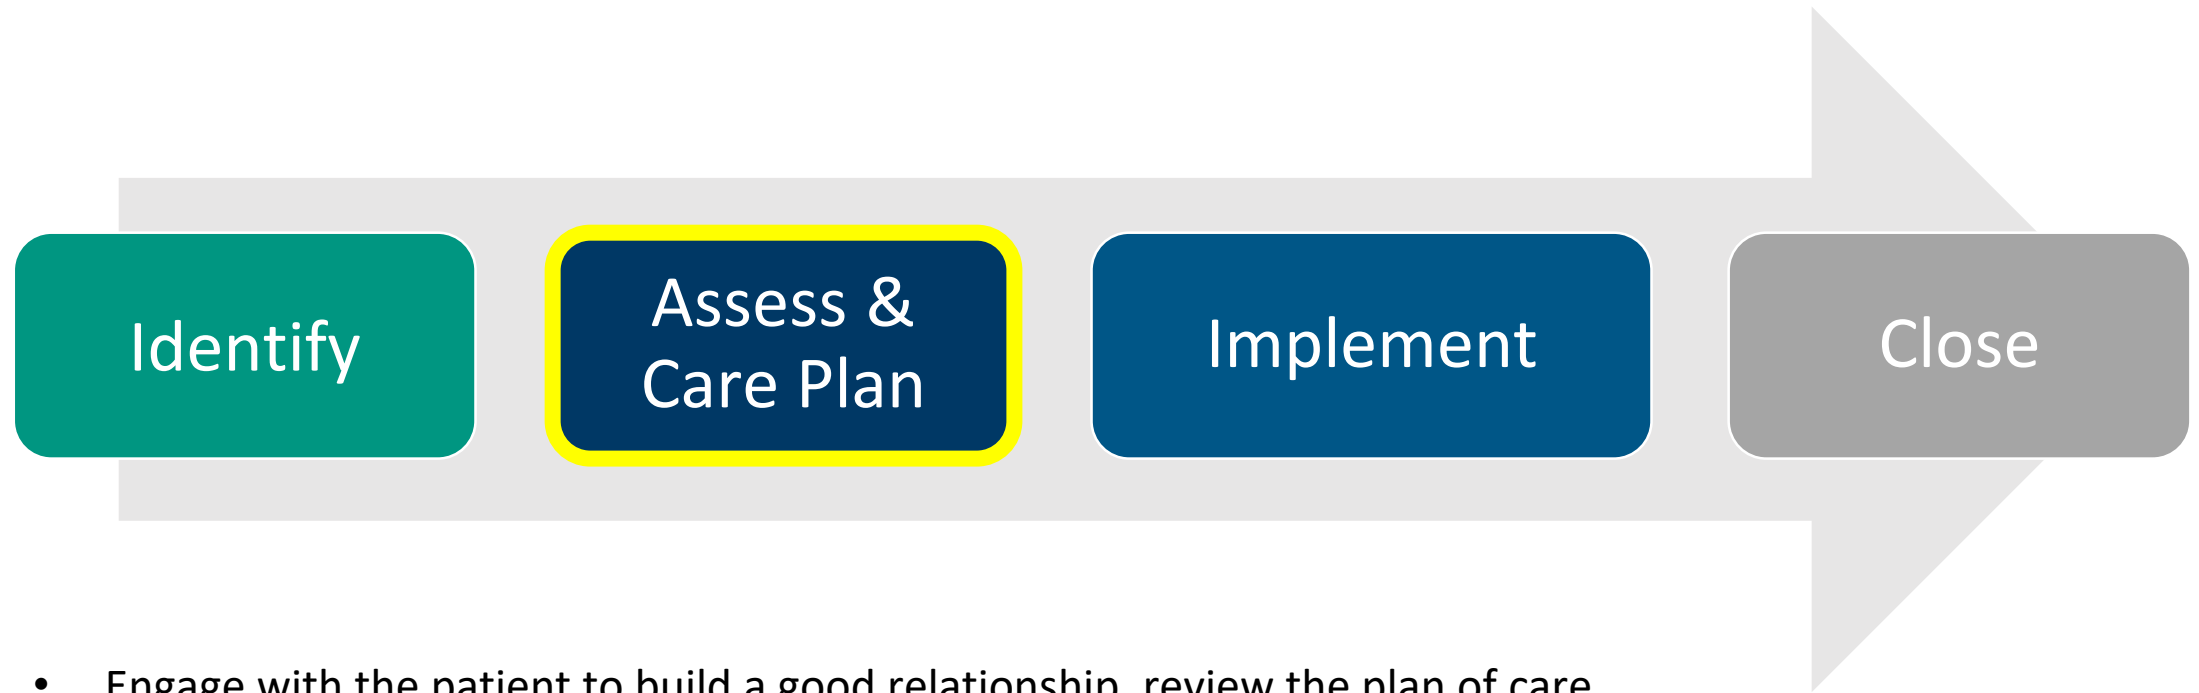 Identify
Assess &
Care Plan
Implement
Close
• Engage with the patient to build a good relationship, review the plan of care